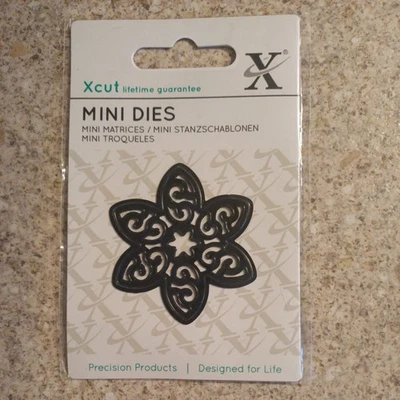 Xcut lifetime guarantee
X®
MINI DIES
MINI MATRICES / MINI STANZSCHABLONEN
MINI TROQUELES
Precision Products | Designed for Life